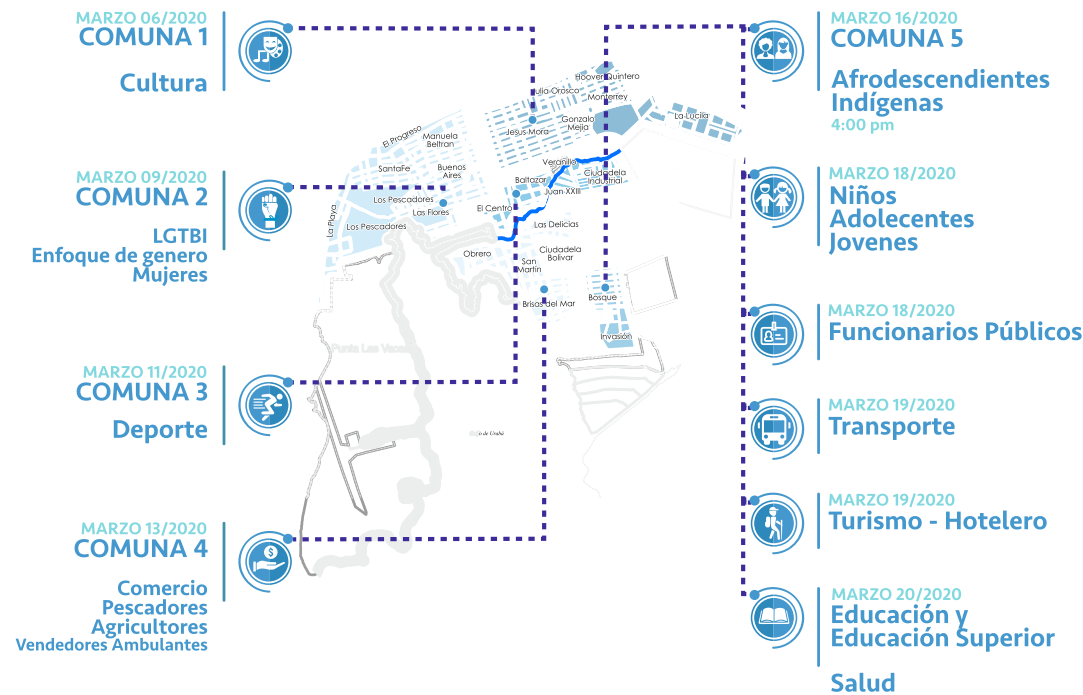 MARZO 06/2020
COMUNA 1
Cultura
MARZO 09/2020
COMUNA 2
LGTBI
Enfoque de genero
Mujeres
MARZO 11/2020
COMUNA 3
Deporte
MARZO 13/2020
COMUNA 4
Comercio
Pescadores
Agricultores
Vendedores Ambulantes
Hoover Quintero
Julia Orosco
Monterrey
La Lucila
Gonzalo
Mejia
Jesus Mora
El Progreso
Manuela
Beltran
Veranillo
SantaFe
Buenos
Aires
Ciudadela
Industrial
Baltazar
Juan XXIII
Los Pescadores
El Centro
Las Flores
La Playa
Los Pescadores
Las Delicias
Obrero
Ciudadela
Bolivar
San
Martín
Brisas del Mar
Bosque
Invasión
Punta Las Vacas
de Urabá
MARZO 16/2020
COMUNA 5
Afrodescendientes
Indígenas
4:00 pm
MARZO 18/2020
Niños
Adolecentes
Jovenes
MARZO 18/2020
Funcionarios Públicos
MARZO 19/2020
Transporte
MARZO 19/2020
Turismo - Hotelero
MARZO 20/2020
Educación y
Educación Superior
Salud